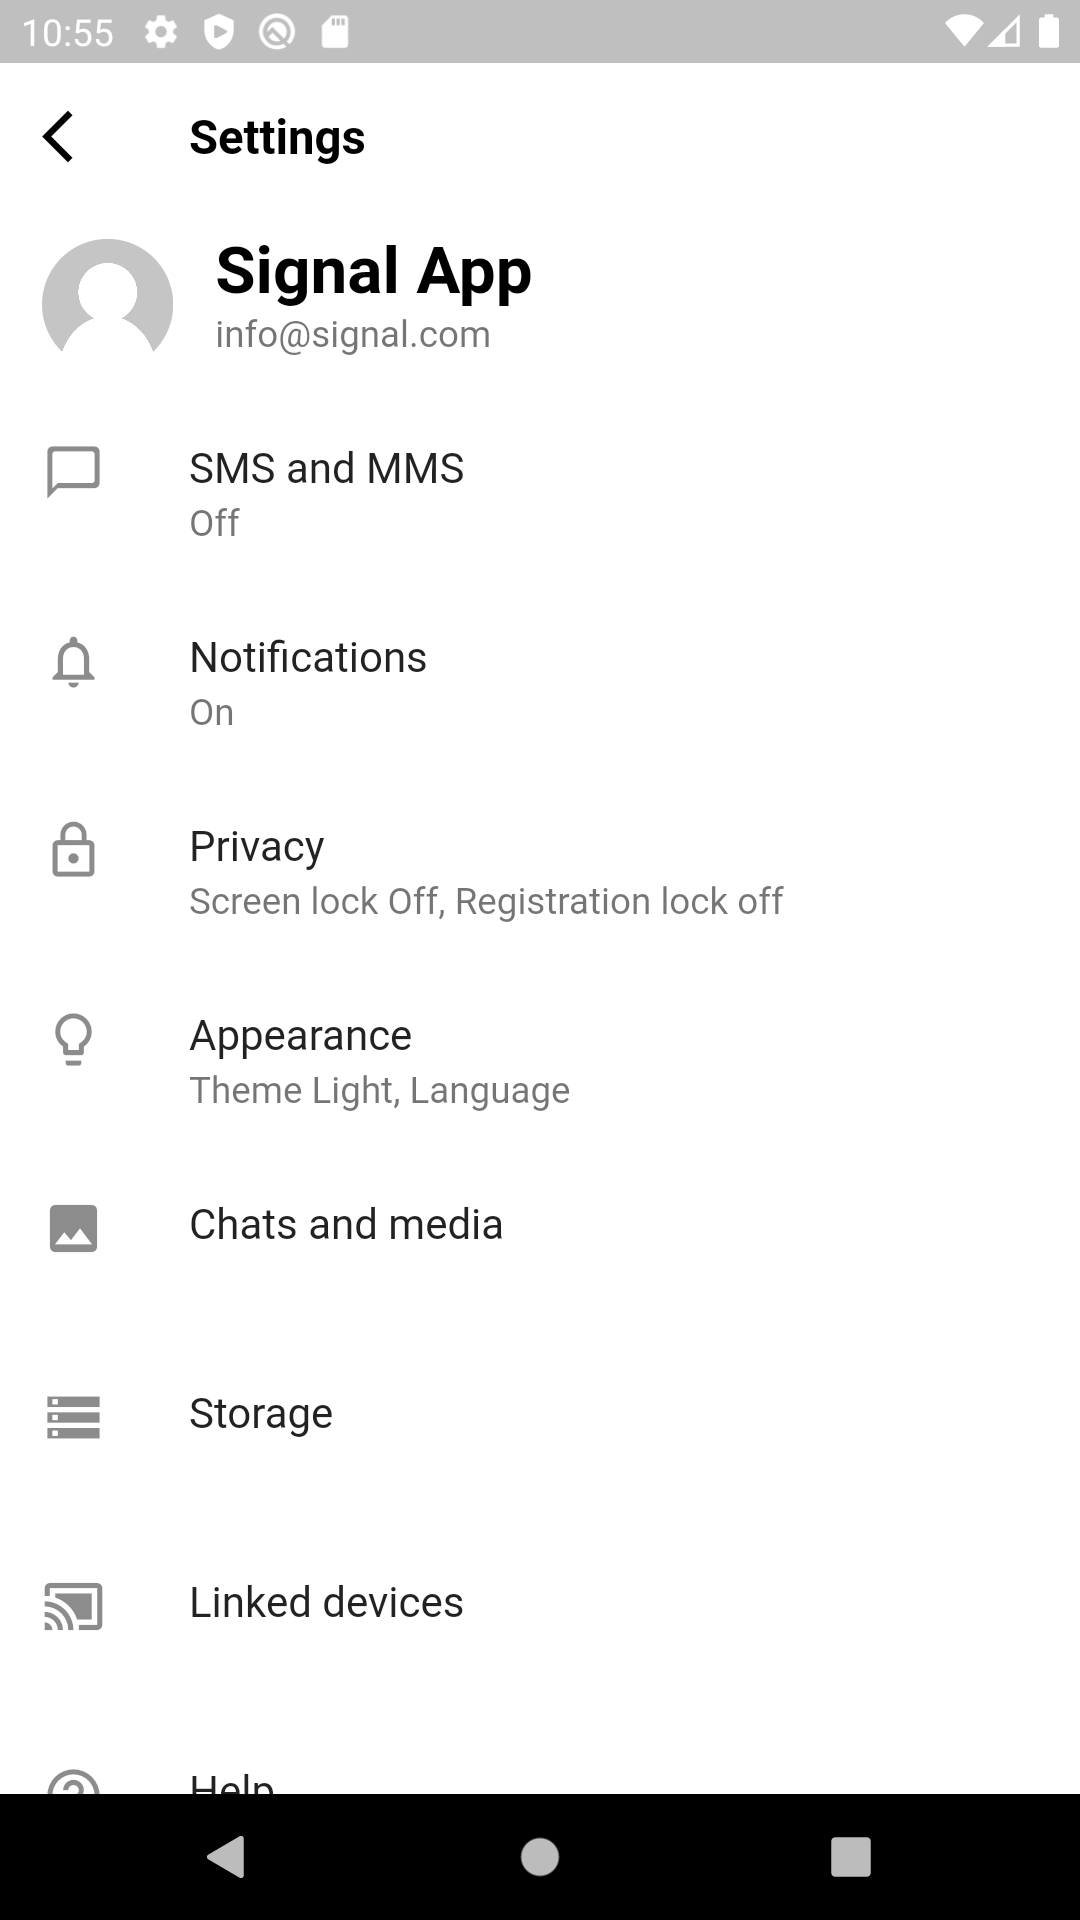 10:55
Settings
Signal App
info@signal.com
SMS and MMS
Off
Notifications
On
Privacy
Screen lock Off, Registration lock off
Appearance
Theme Light, Language
Chats and media
Storage
Linked devices
Help